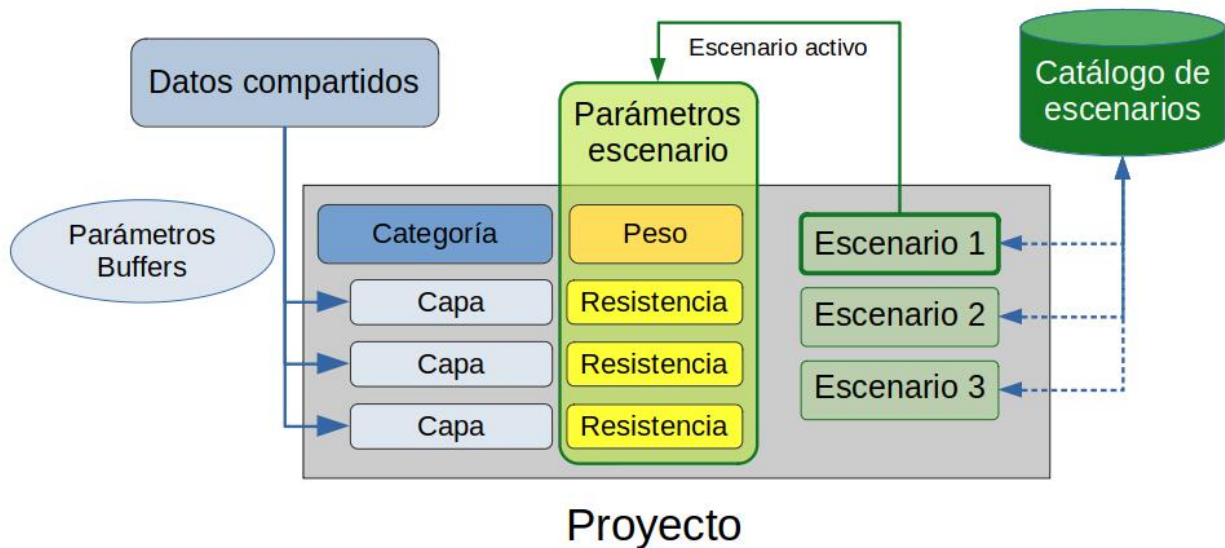 Escenario activo
Datos compartidos
Catálogo de
escenarios
Parámetros
escenario
Parámetros
Buffers
Categoría
Peso
Escenario 1
Capa
Resistencia
Escenario 2
Capa
Resistencia
Escenario 3
Capa
Resistencia
Proyecto